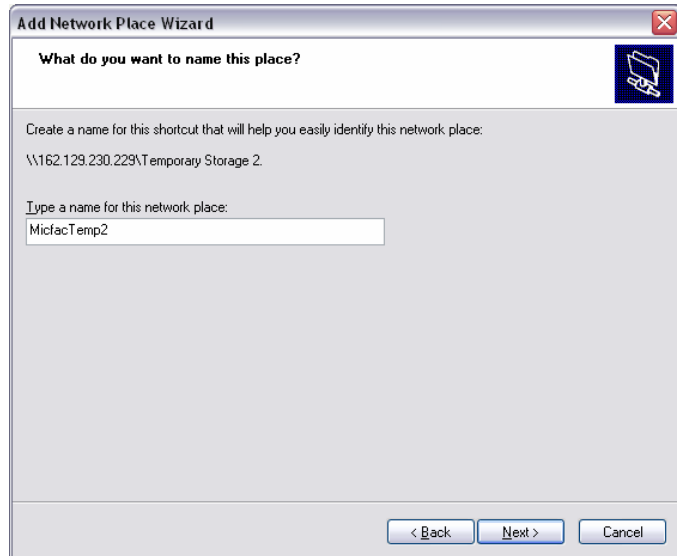 Add Network Place Wizard
What do you want to name this place?
Create a name for this shortcut that will help you easily identify this network place:
\\162.129.230.229\Temporary Storage 2.
Type a name for this network place:
MicfacTemp2
< Back
Next >
Cancel